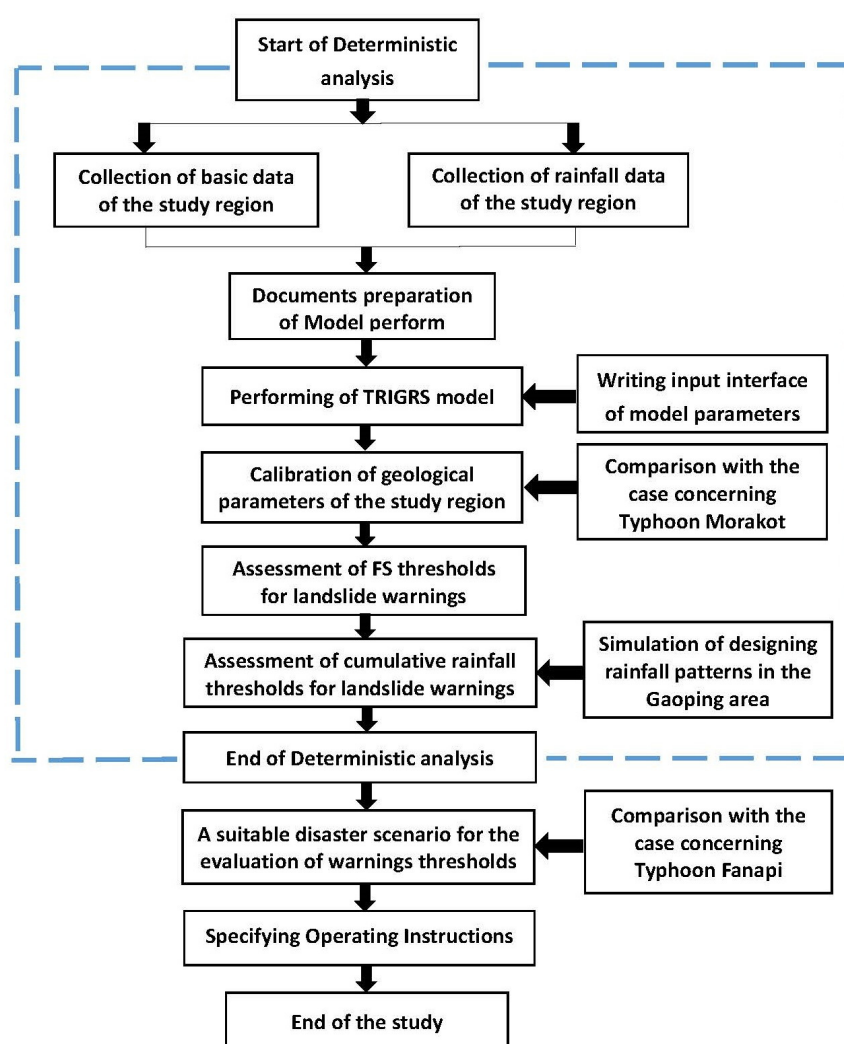 Start of Deterministic
analysis
Collection of basic data
of the study region
Collection of rainfall data
of the study region
Documents preparation
of Model perform
Performing of TRIGRS model
Writing input interface
of model parameters
Calibration of geological
parameters of the study region
Comparison with the
case concerning
Typhoon Morakot
Assessment of FS thresholds
for landslide warnings
Assessment of cumulative rainfall
thresholds for landslide warnings
Simulation of designing
rainfall patterns in the
Gaoping area
End of Deterministic analysis
A suitable disaster scenario for the
evaluation of warnings thresholds
Comparison with the
case concerning
Typhoon Fanapi
Specifying Operating Instructions
End of the study